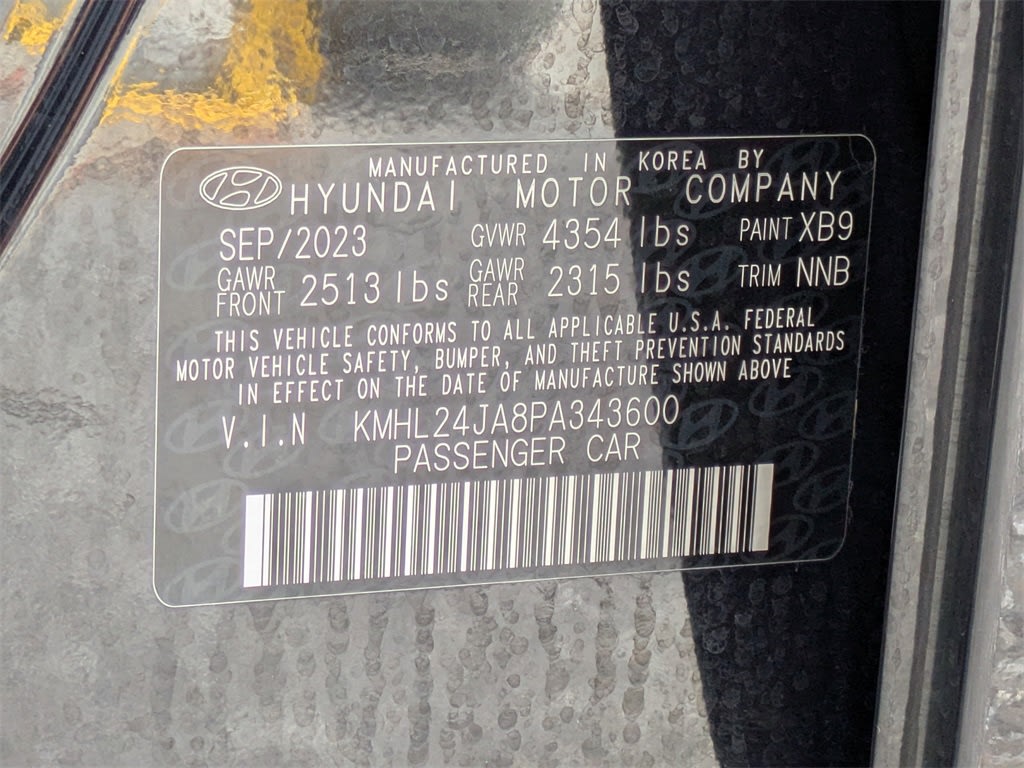 MANUFACTURED IN KOREA BY
HYUNDAI MOTOR COMPANY
SEP/2023 GVWR 4354 lbs PAINT XB9
GAWR FRONT 2513 lbs GAWR REAR 2315 lbs TRIM NNB
THIS VEHICLE CONFORMS TO ALL APPLICABLE U.S.A. FEDERAL
MOTOR VEHICLE SAFETY, BUMPER, AND THEFT PREVENTION STANDARDS
IN EFFECT ON THE DATE OF MANUFACTURE SHOWN ABOVE
V.I.N KMHL24JA8PA343600
PASSENGER CAR